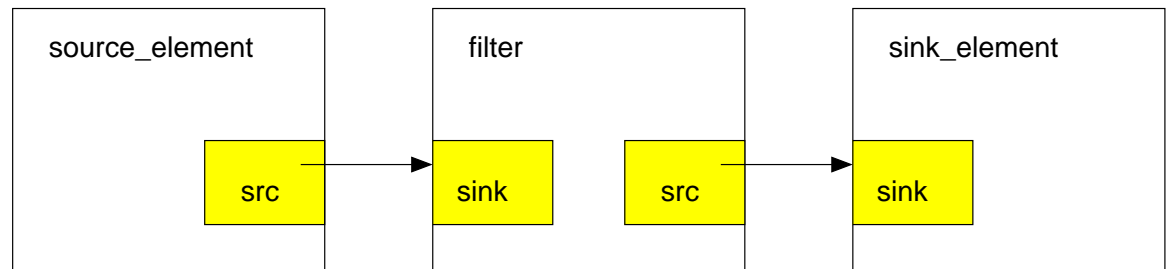 source_element
filter
sink_element
src
sink
src
sink